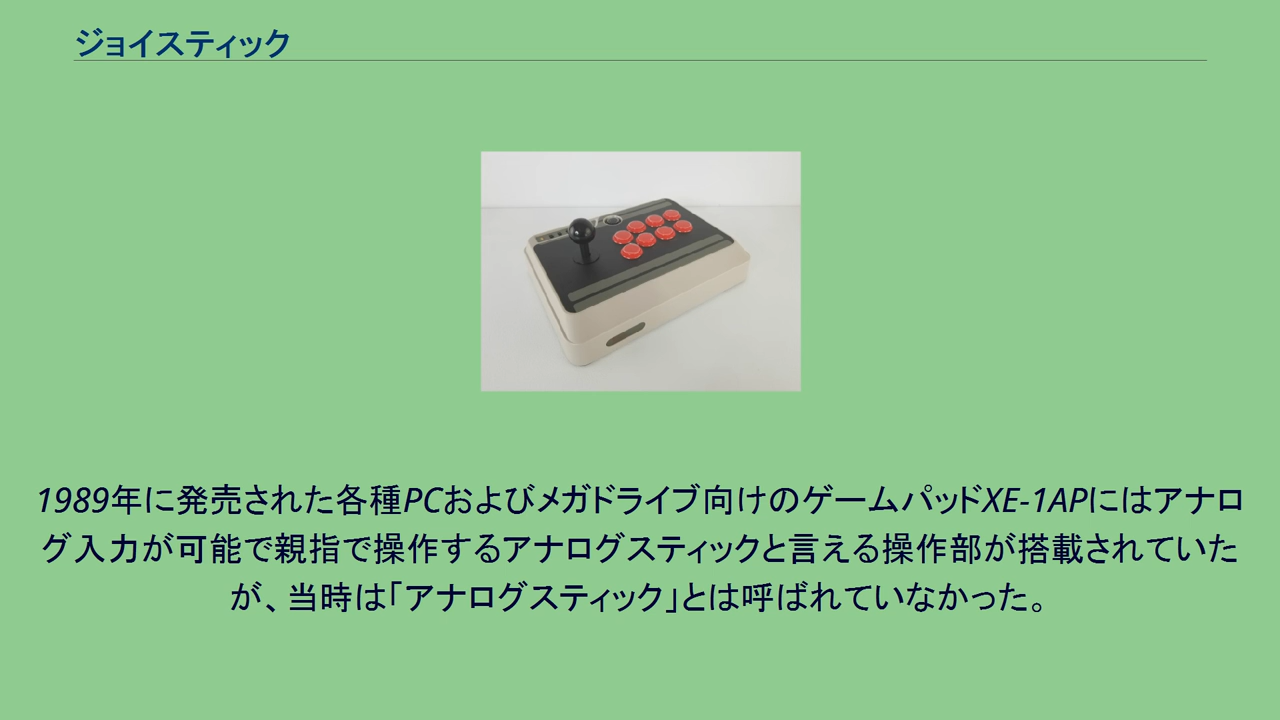 ジョイスティック
1989年に発売された各種PCおよびメガドライブ向けのゲームパッドXE-1APにはアナロ
グ入力が可能で親指で操作するアナログスティックと言える操作部が搭載されていた
が、当時は「アナログスティック」とは呼ばれていなかった。